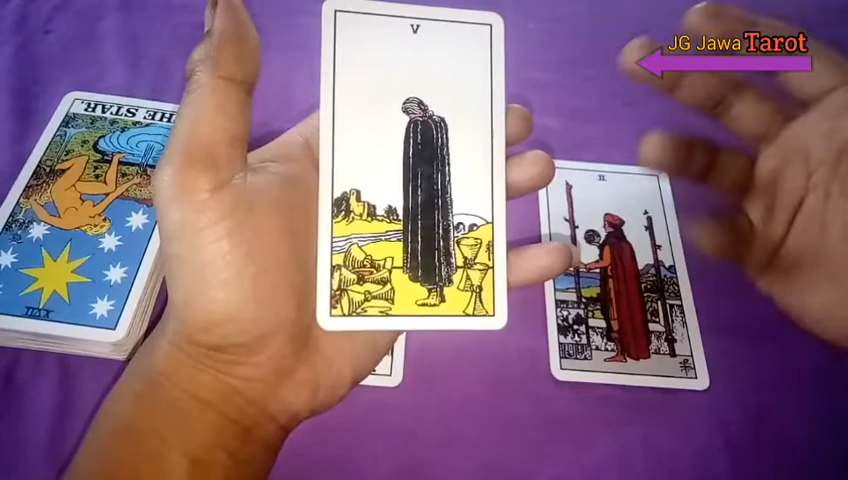 JG Jawa Tarot
V
II
THE STAR.
XVII